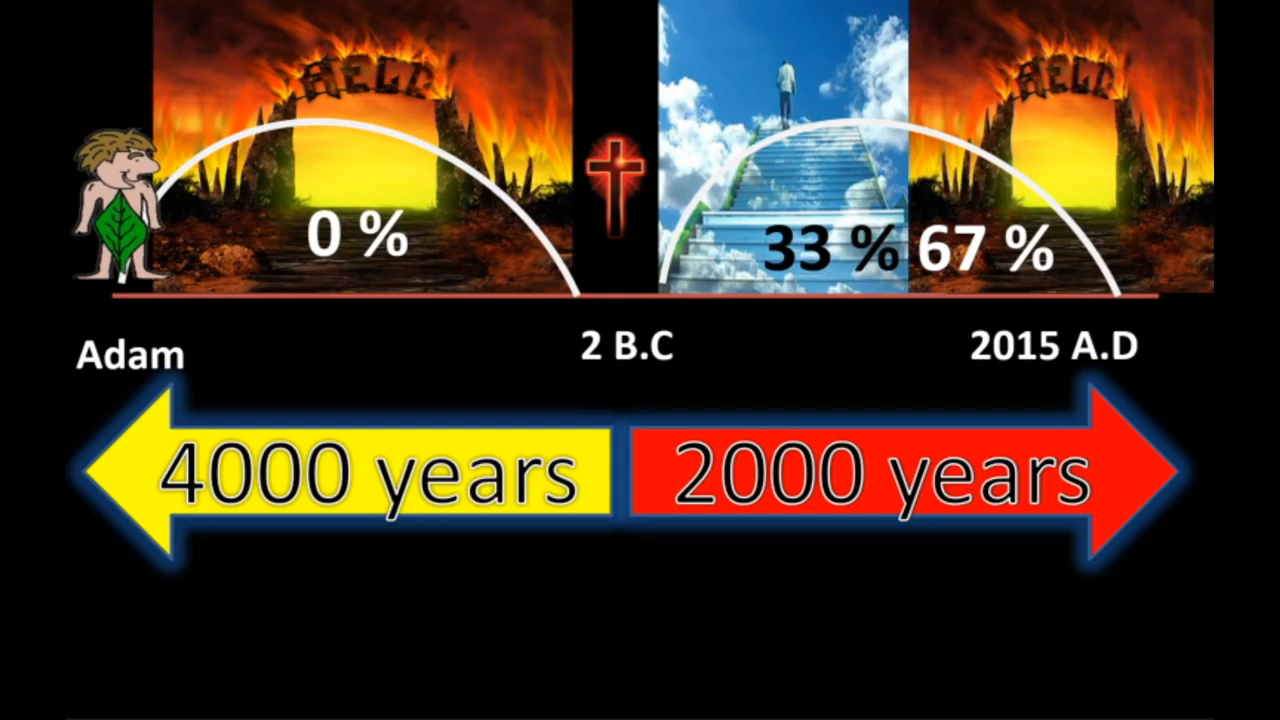 HELL
HELL
0 %
33 % 67 %
Adam
2 B.C
2015 A.D
4000 years
2000 years